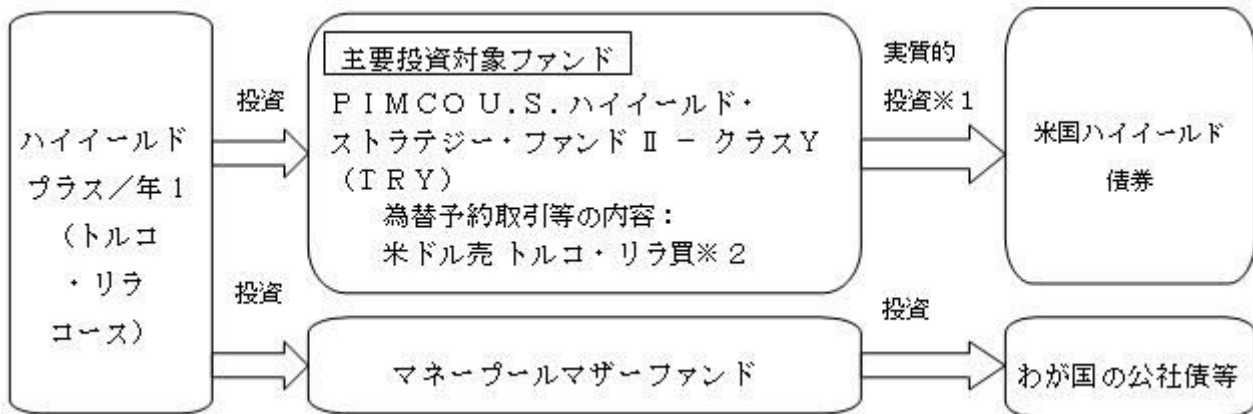 ハイイールド
プラス／年１
（トルコ
・リラ
コース）
投資
投資
主要投資対象ファンド
ＰＩＭＣＯ Ｕ.Ｓ.ハイイールド・
ストラテジー・ファンド Ⅱ － クラスＹ
（ＴＲＹ）
為替予約取引等の内容：
米ドル売 トルコ・リラ買※２
マネープールマザーファンド
実質的
投資※１
投資
米国ハイイールド
債券
わが国の公社債等